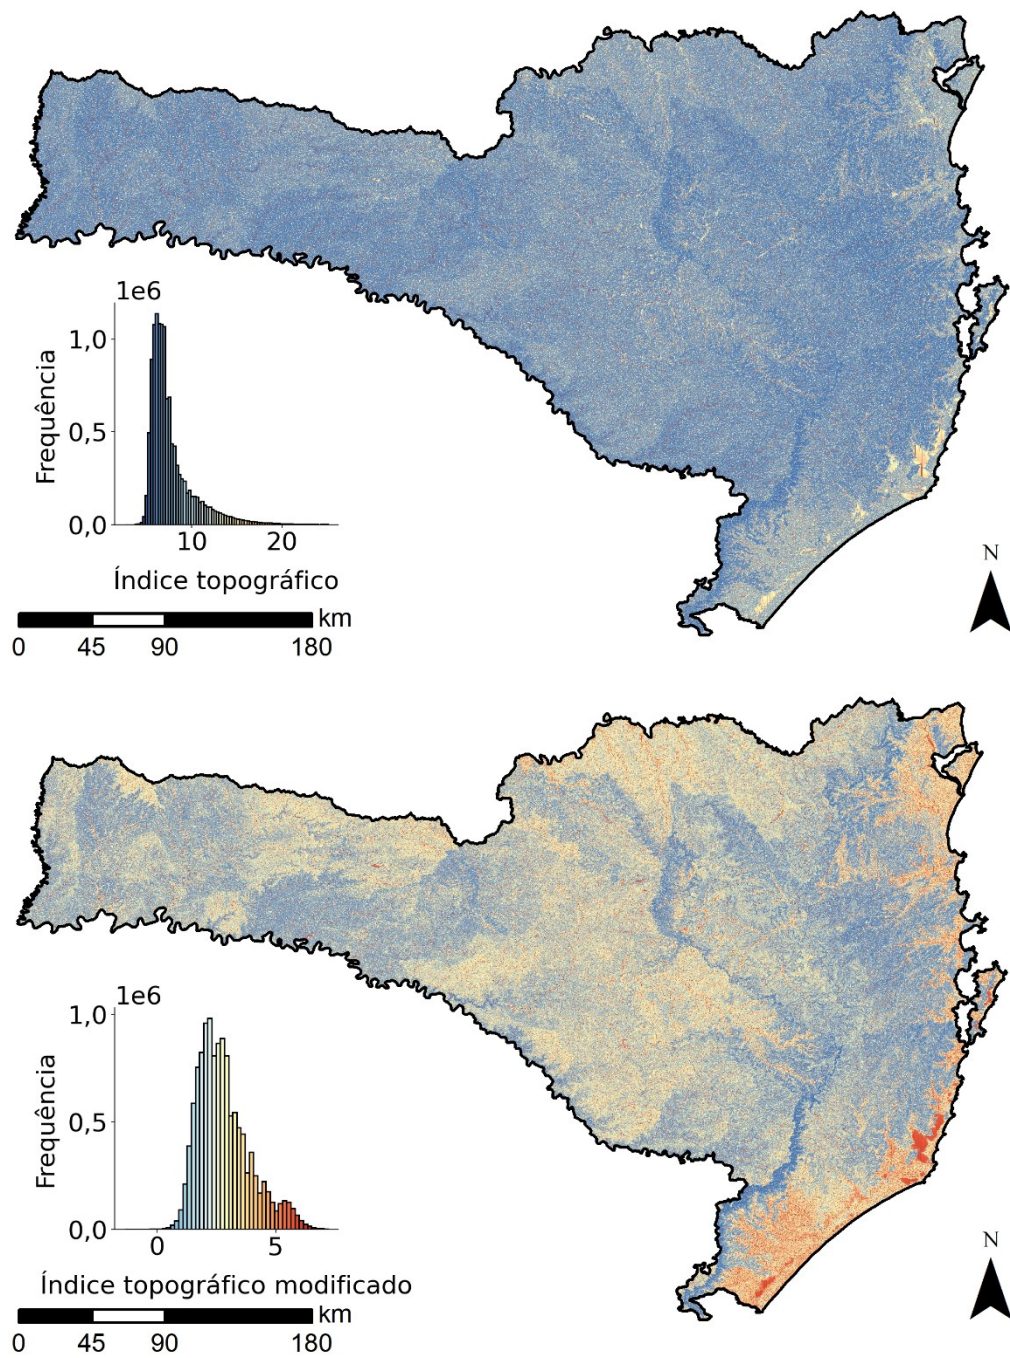 1e6
1,0
0,5
0,0
Frequência
10 20
Índice topográfico
km
0 45 90 180
N
1e6
1,0
0,5
0,0
Frequência
0 5
Índice topográfico modificado
km
0 45 90 180
N